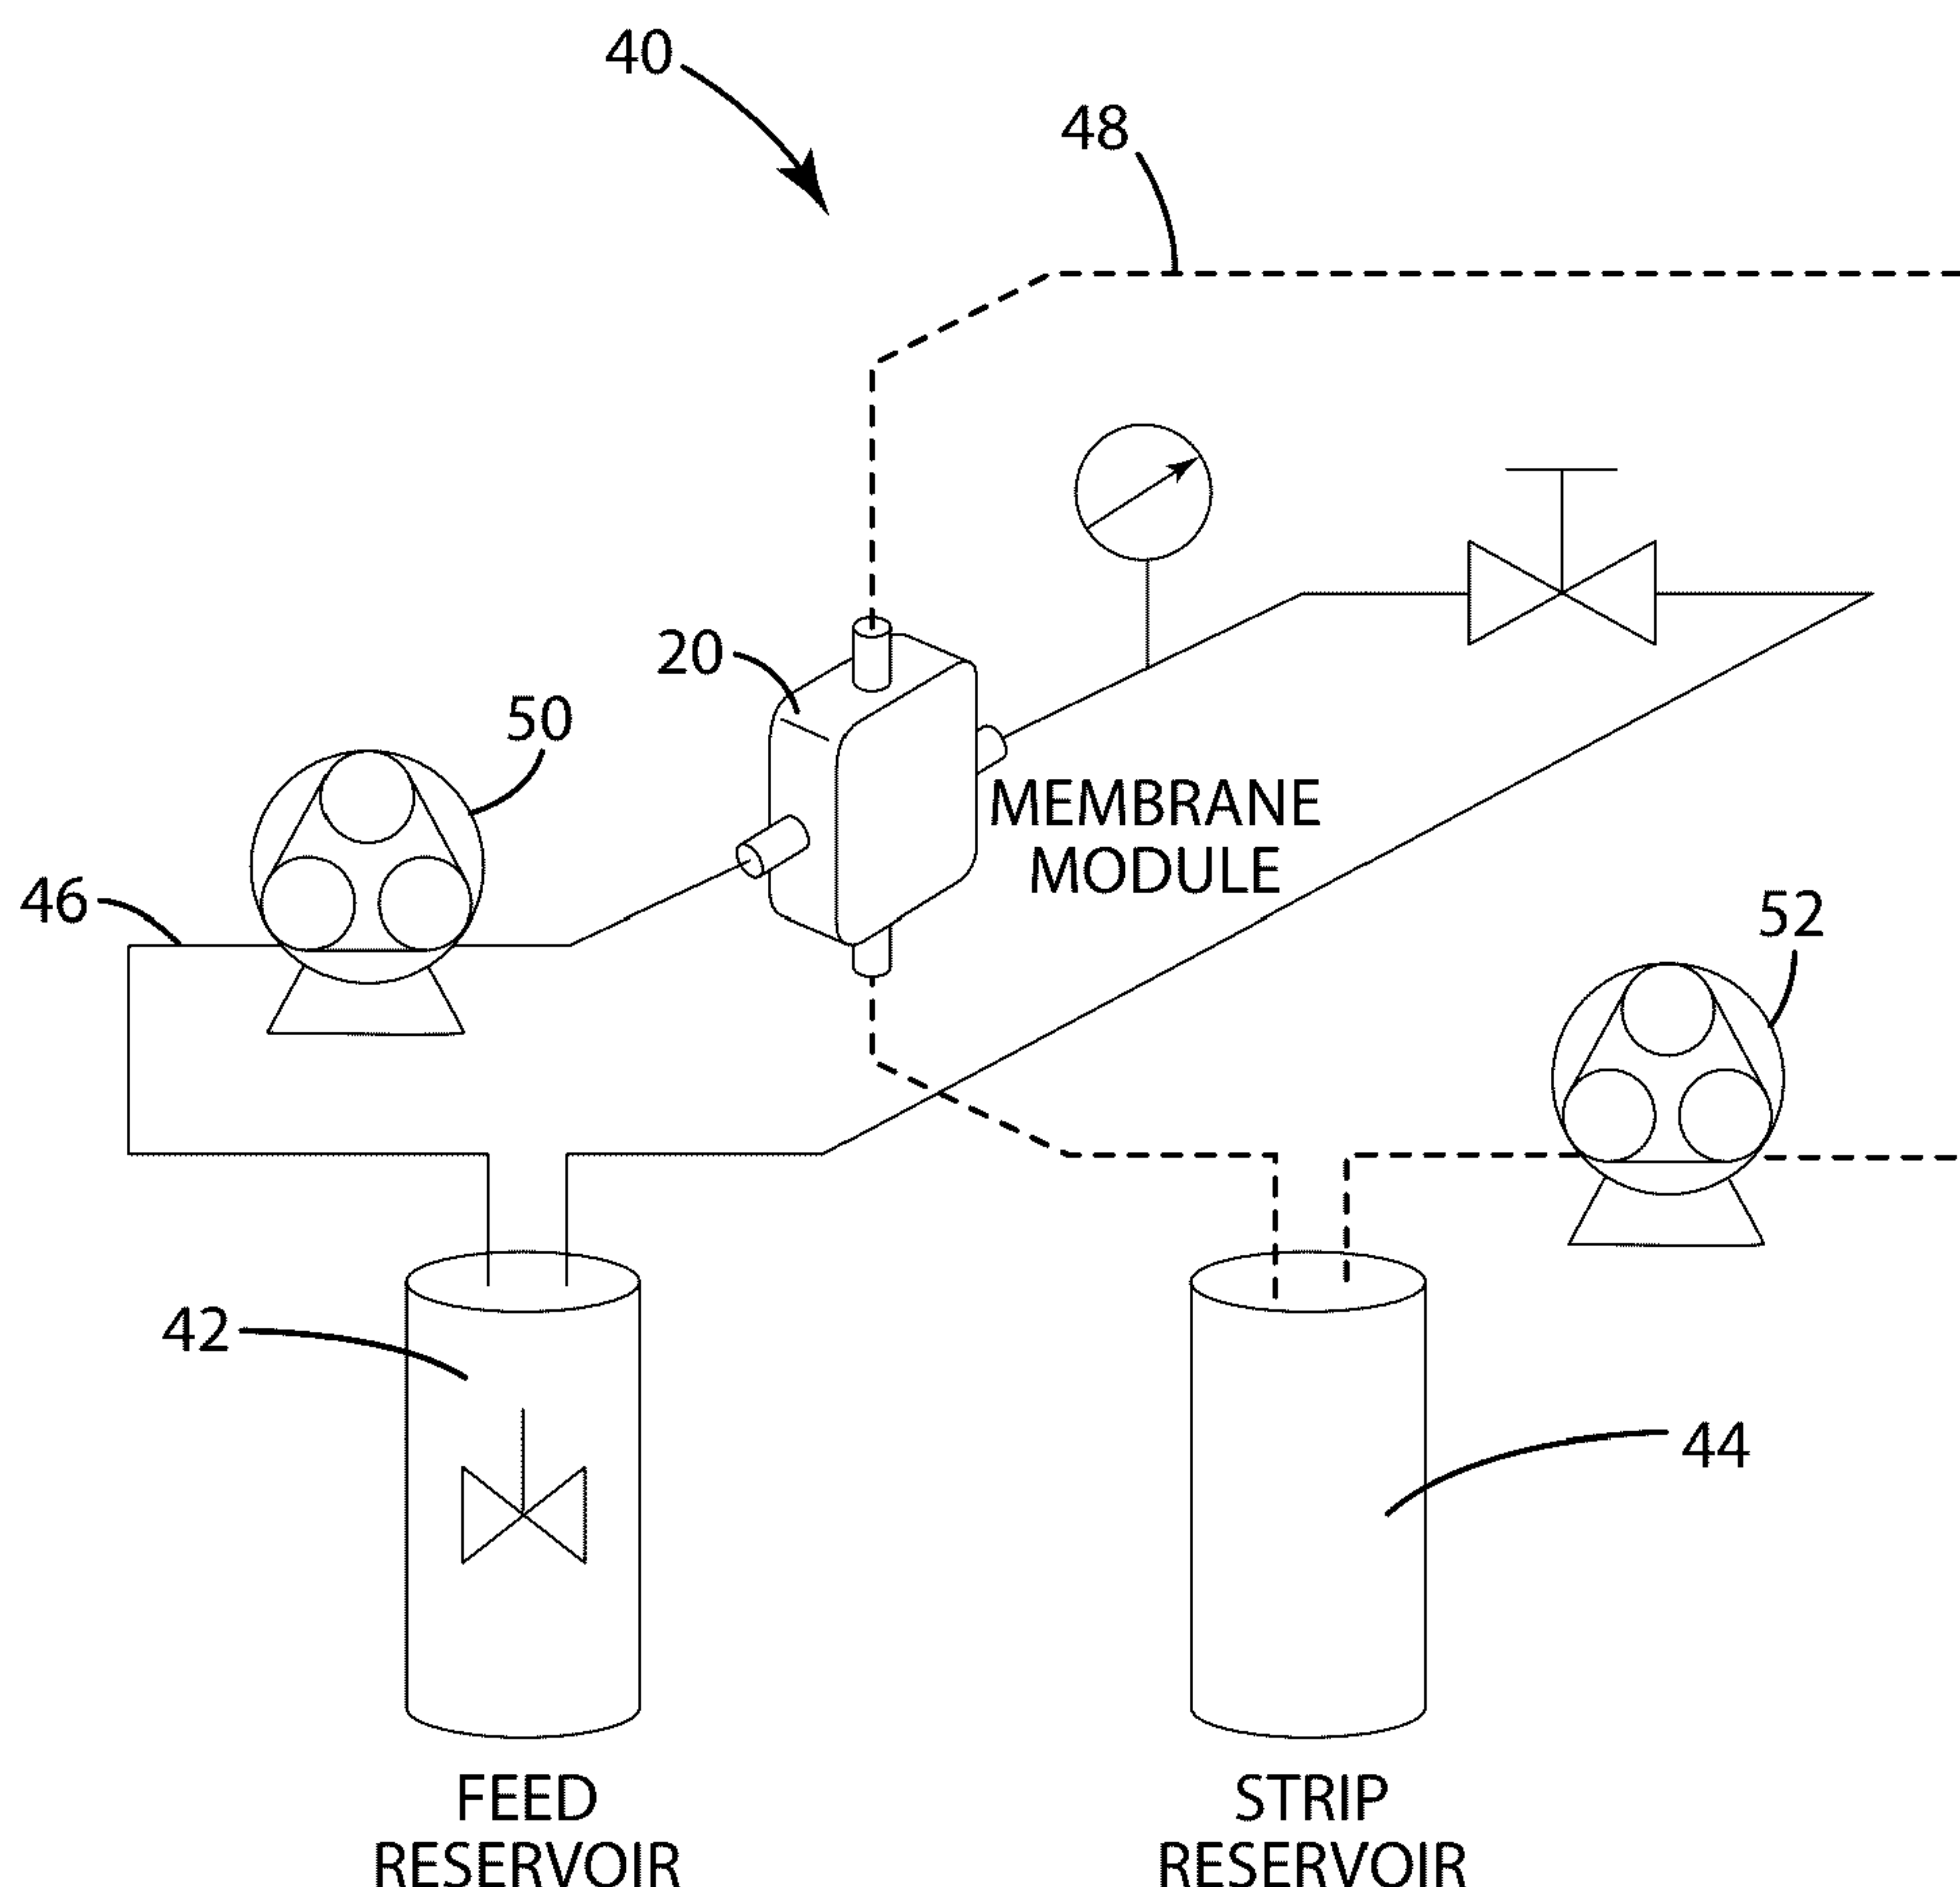 40
48
20
50
MEMBRANE
MODULE
46
52
42
44
FEED
RESERVOIR
STRIP
RESERVOIR